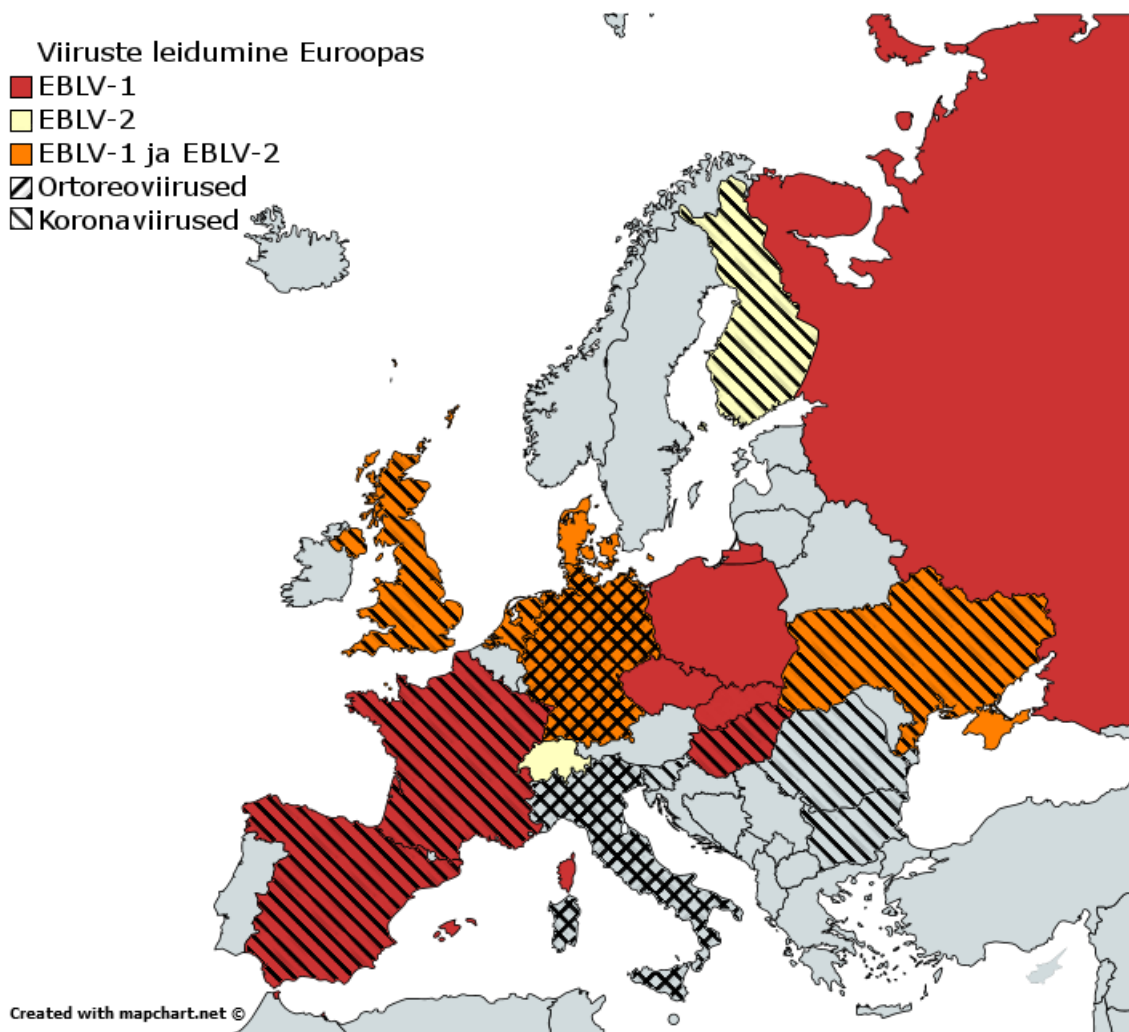 Viiruste leidumine Euroopas
EBLV-1
EBLV-2
EBLV-1 ja EBLV-2
Ortoreoviirused
Koronaviirused
Created with mapchart.net ©